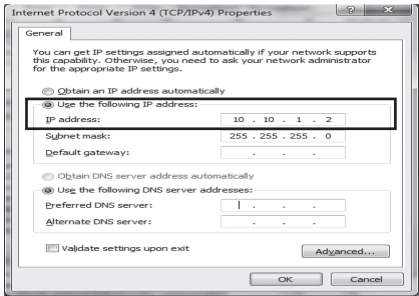 Internet Protocol Version 4 (TCP/IPv4) Properties
General
You can get IP settings assigned automatically if your network supports
this capability. Otherwise, you need to ask your network administrator
for the appropriate IP settings.
Obtain an IP address automatically
Use the following IP address:
IP address: 10 . 10 . 1 . 2
Subnet mask: 255 . 255 . 255 . 0
Default gateway: . . .
Obtain DNS server address automatically
Use the following DNS server addresses:
Preferred DNS server: . . .
Alternate DNS server: . . .
Validate settings upon exit
Advanced...
OK Cancel